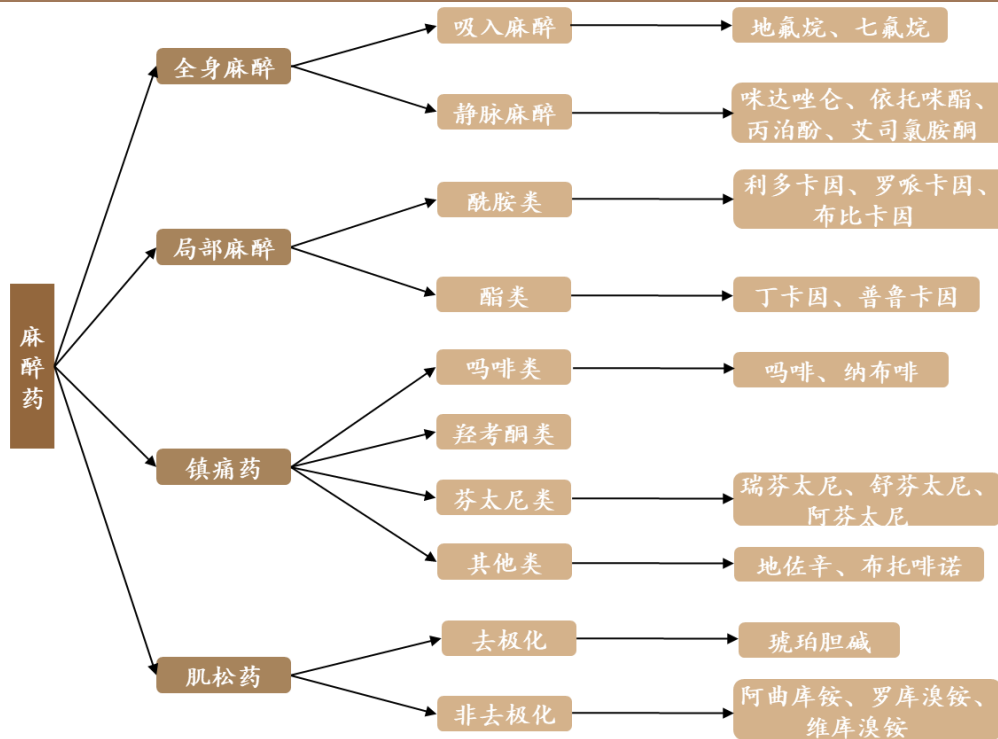 麻醉药
全身麻醉
吸入麻醉
地氟烷、七氟烷
静脉麻醉
咪达唑仑、依托咪酯、
丙泊酚、艾司氯胺酮
局部麻醉
酰胺类
利多卡因、罗哌卡因、
布比卡因
酯类
丁卡因、普鲁卡因
镇痛药
吗啡类
吗啡、纳布啡
羟考酮类
芬太尼类
瑞芬太尼、舒芬太尼、
阿芬太尼
其他类
地佐辛、布托啡诺
肌松药
去极化
琥珀胆碱
非去极化
阿曲库铵、罗库溴铵、
维库溴铵